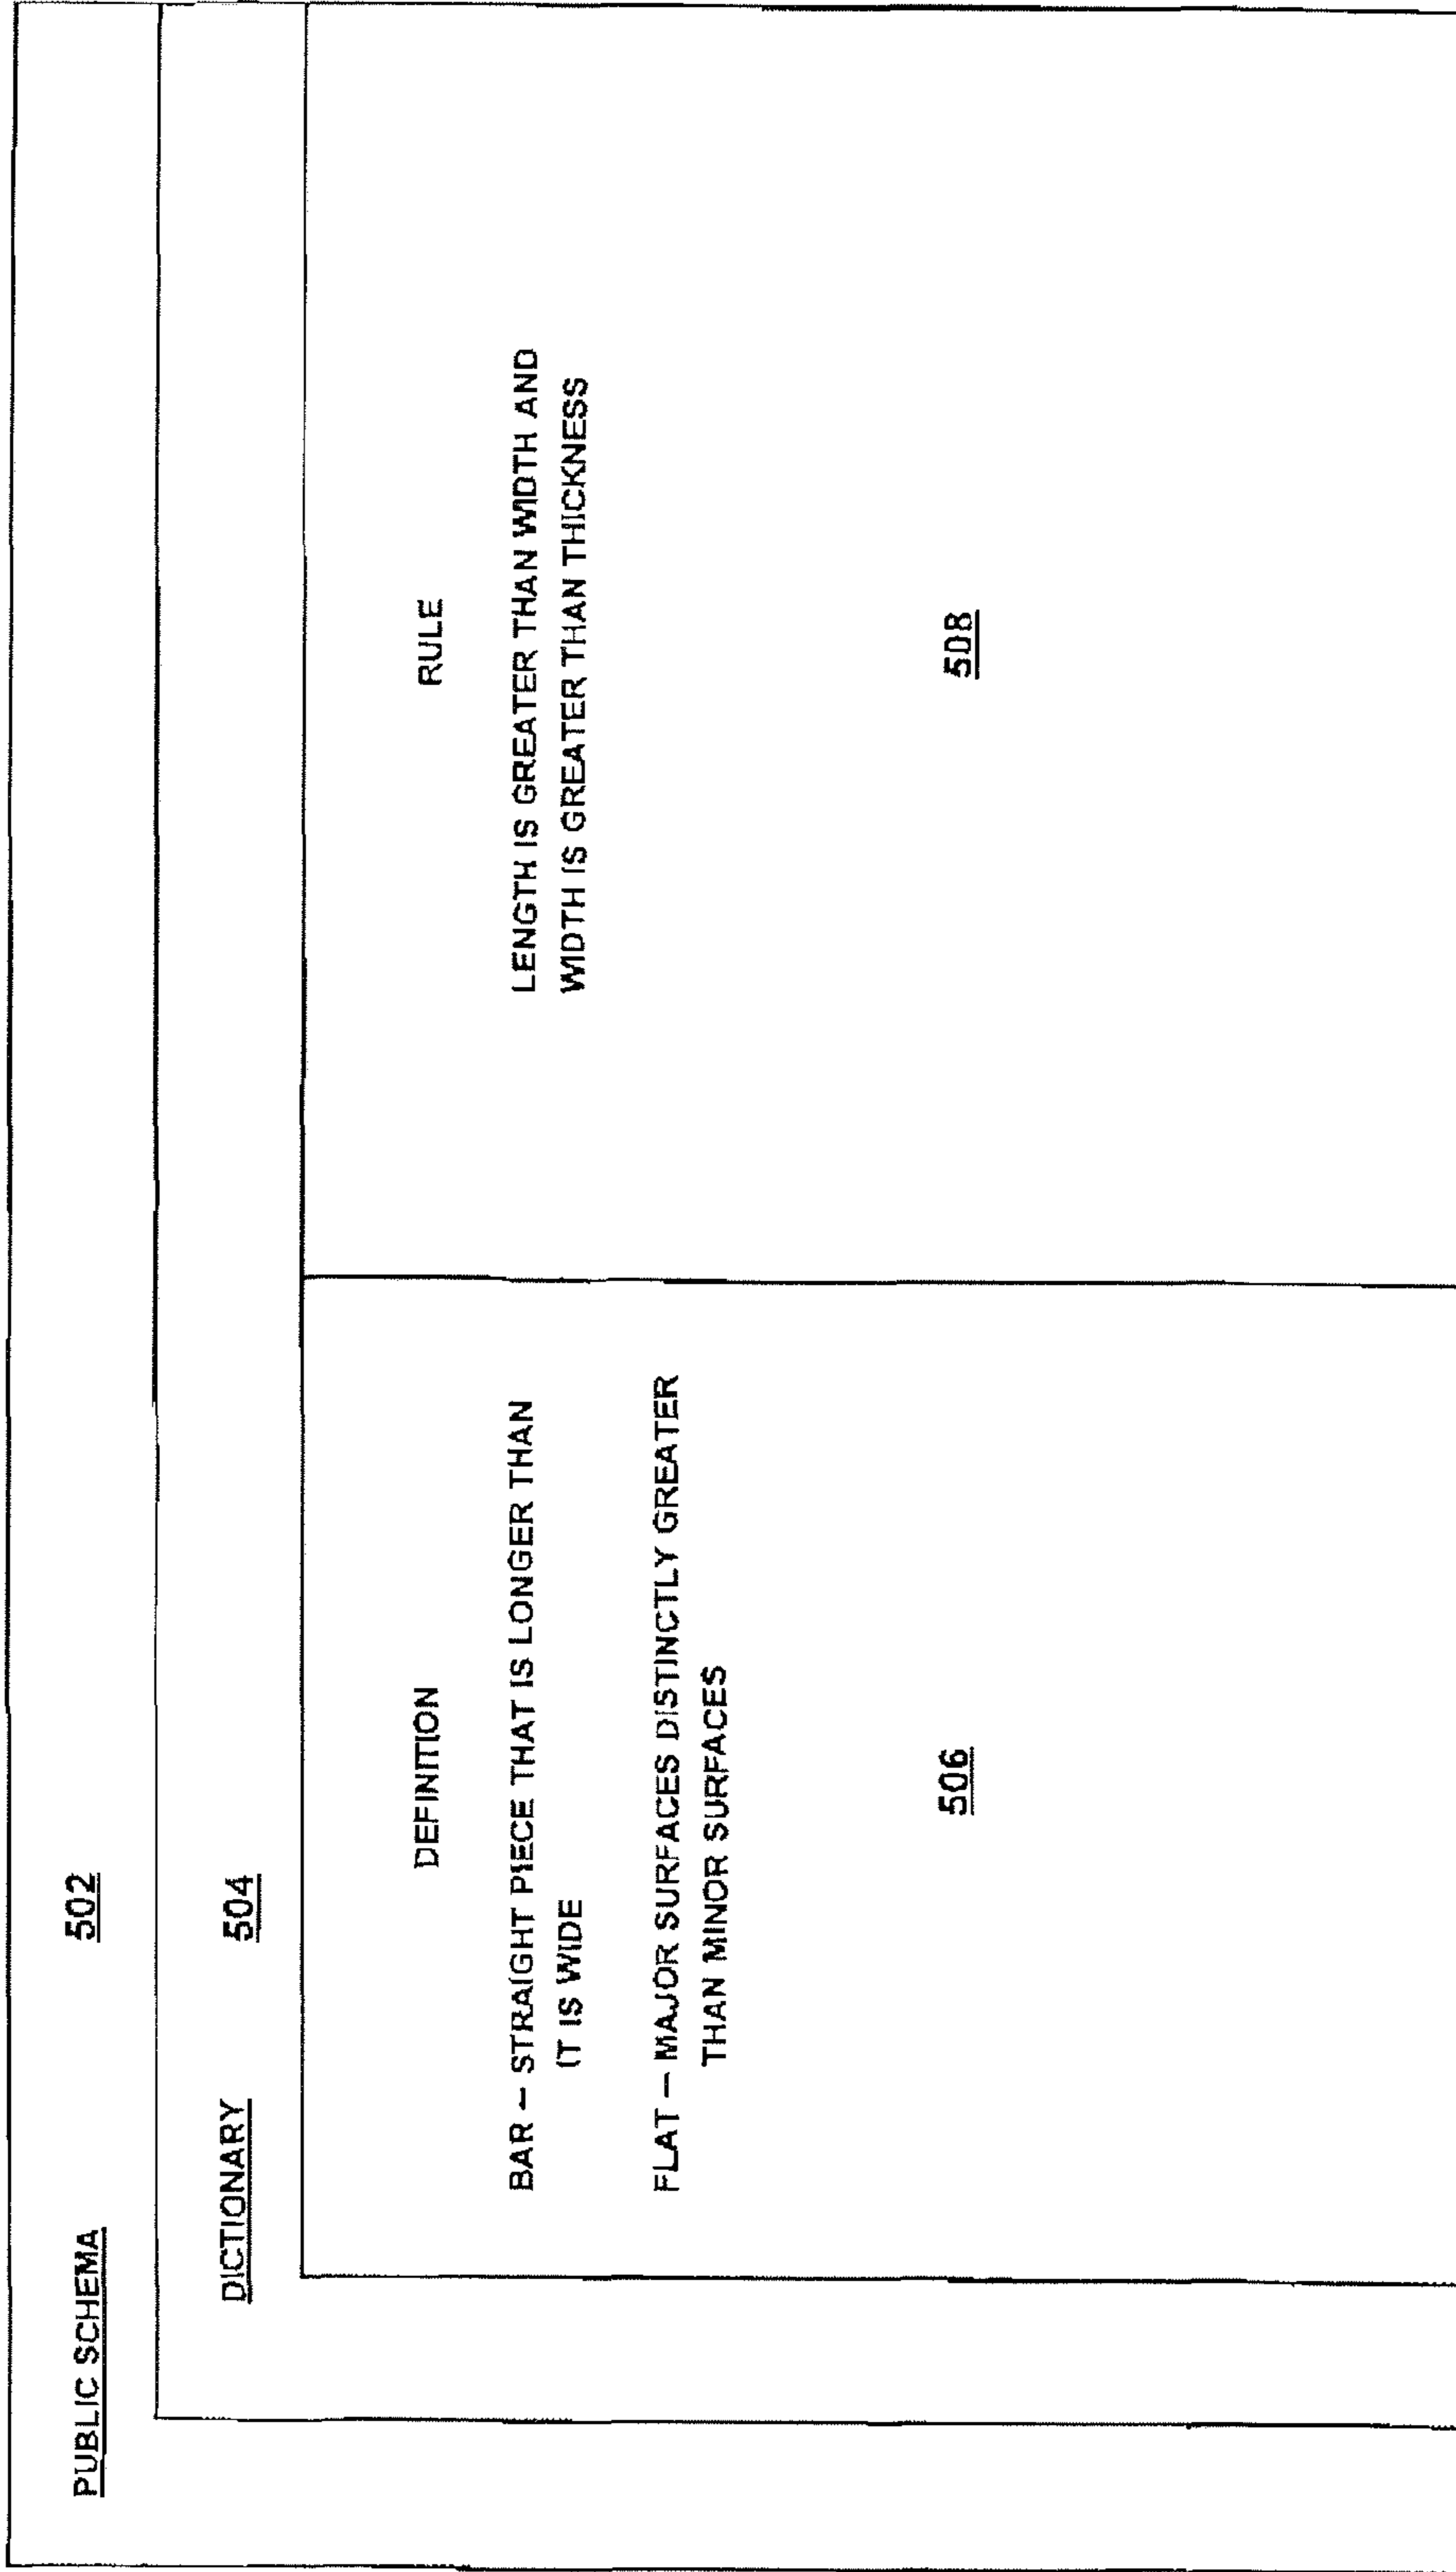 PUBLIC SCHEMA 502
DICTIONARY 504
DEFINITION
BAR – STRAIGHT PIECE THAT IS LONGER THAN
IT IS WIDE
FLAT – MAJOR SURFACES DISTINCTLY GREATER
THAN MINOR SURFACES
506
RULE
LENGTH IS GREATER THAN WIDTH AND
WIDTH IS GREATER THAN THICKNESS
508